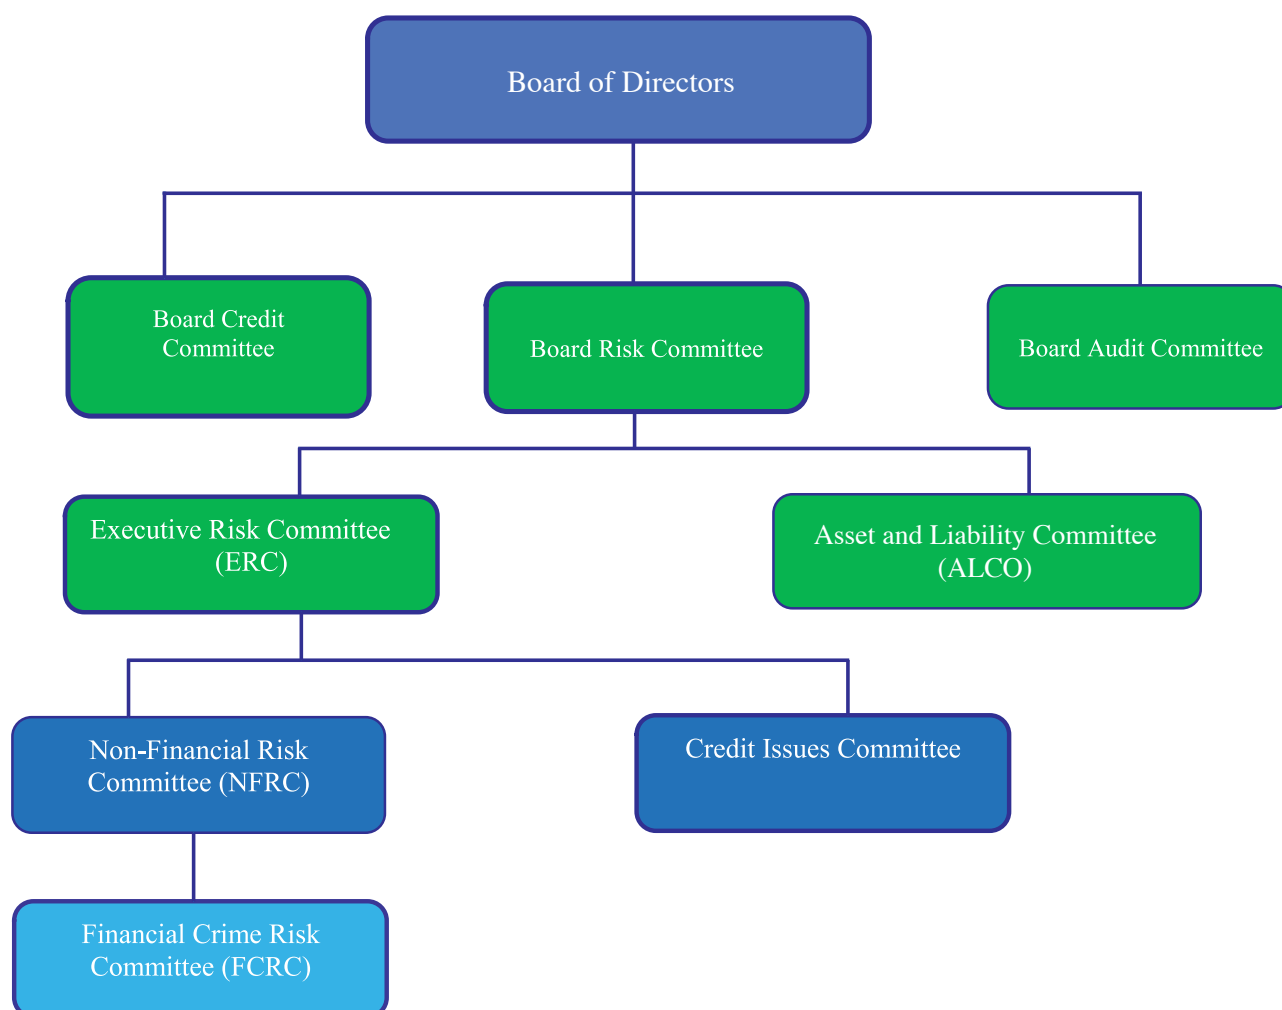 Board of Directors
Board Credit
Committee
Board Risk Committee
Board Audit Committee
Executive Risk Committee
(ERC)
Asset and Liability Committee
(ALCO)
Non-Financial Risk
Committee (NFRC)
Credit Issues Committee
Financial Crime Risk
Committee (FCRC)